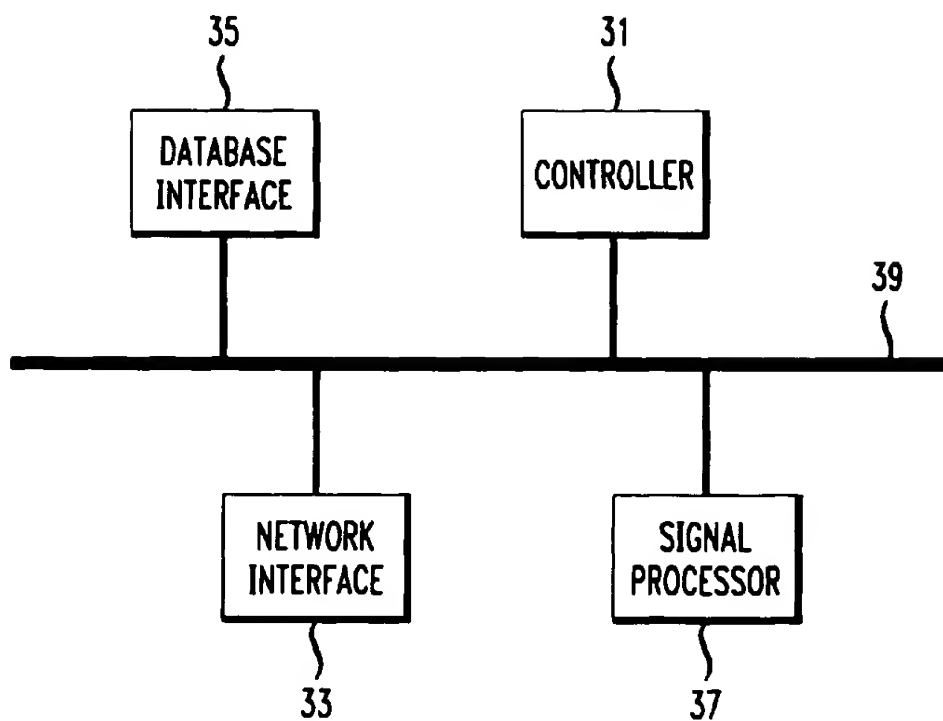 35
31
DATABASE
INTERFACE
CONTROLLER
39
NETWORK
INTERFACE
SIGNAL
PROCESSOR
33
37